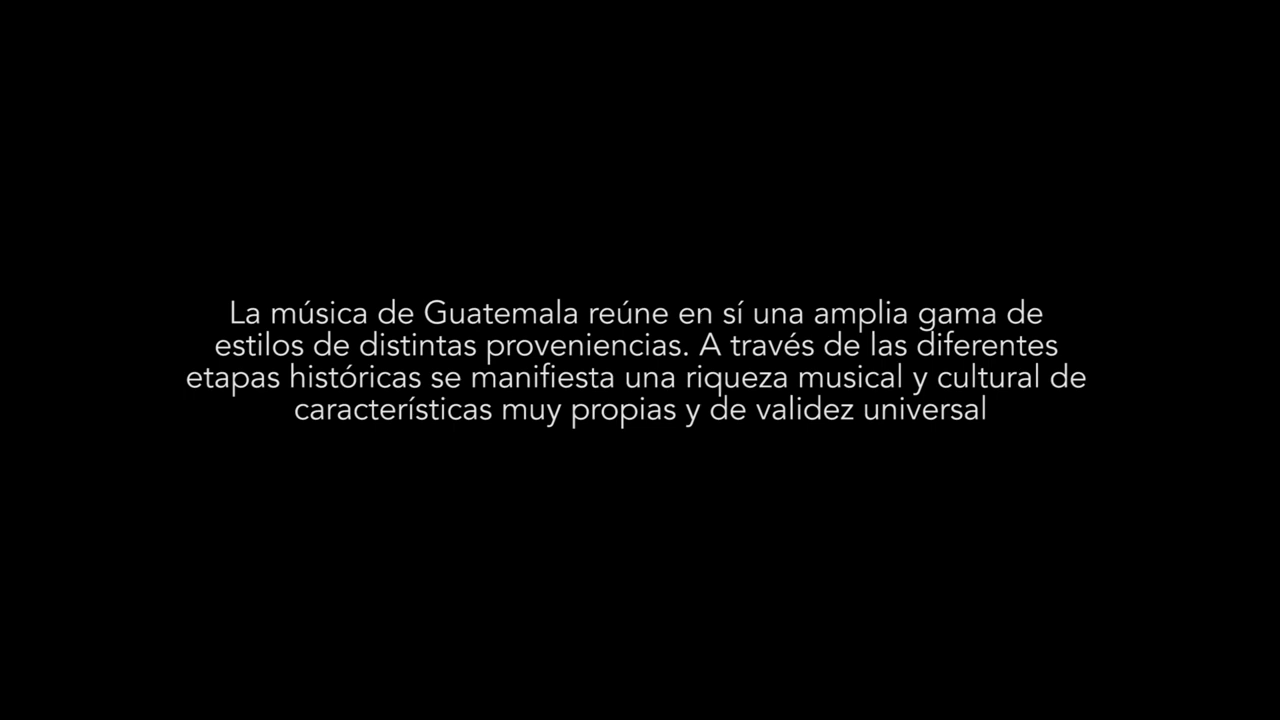 La música de Guatemala reúne en sí una amplia gama de
estilos de distintas proveniencias. A través de las diferentes
etapas históricas se manifiesta una riqueza musical y cultural de
características muy propias y de validez universal